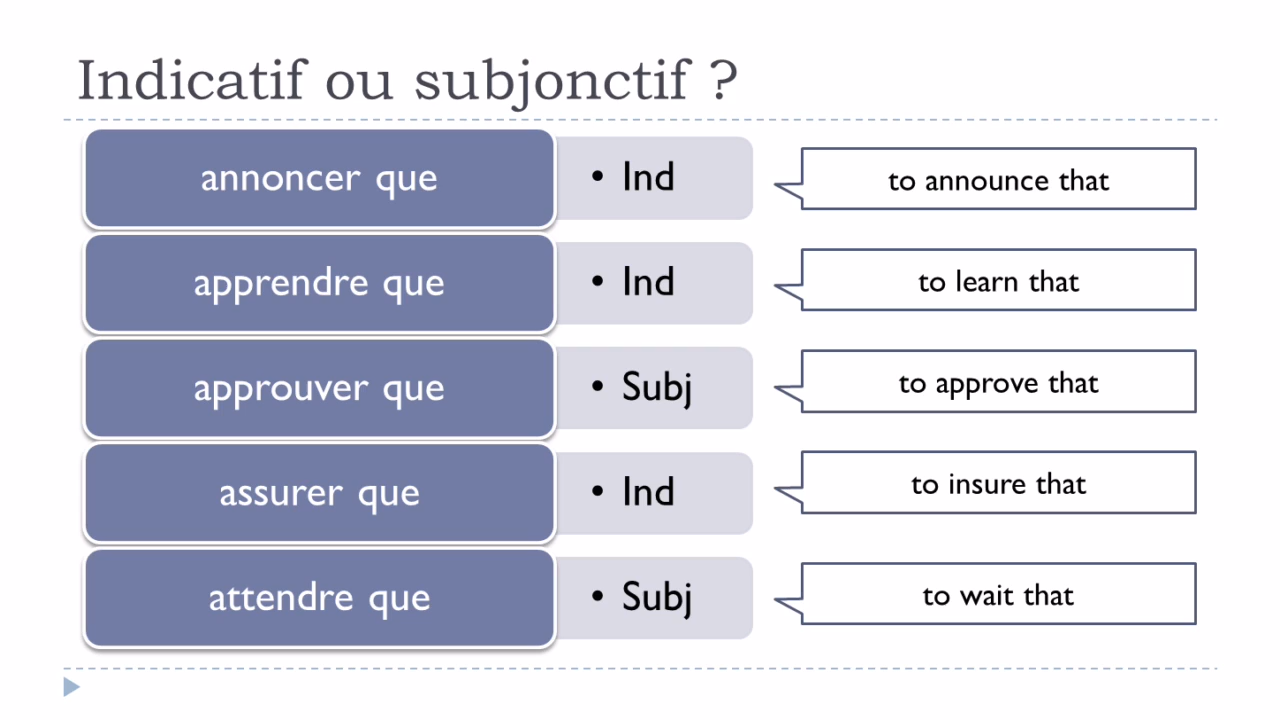 Indicatif ou subjonctif ?
annoncer que
• Ind
to announce that
apprendre que
• Ind
to learn that
approuver que
• Subj
to approve that
assurer que
• Ind
to insure that
attendre que
• Subj
to wait that